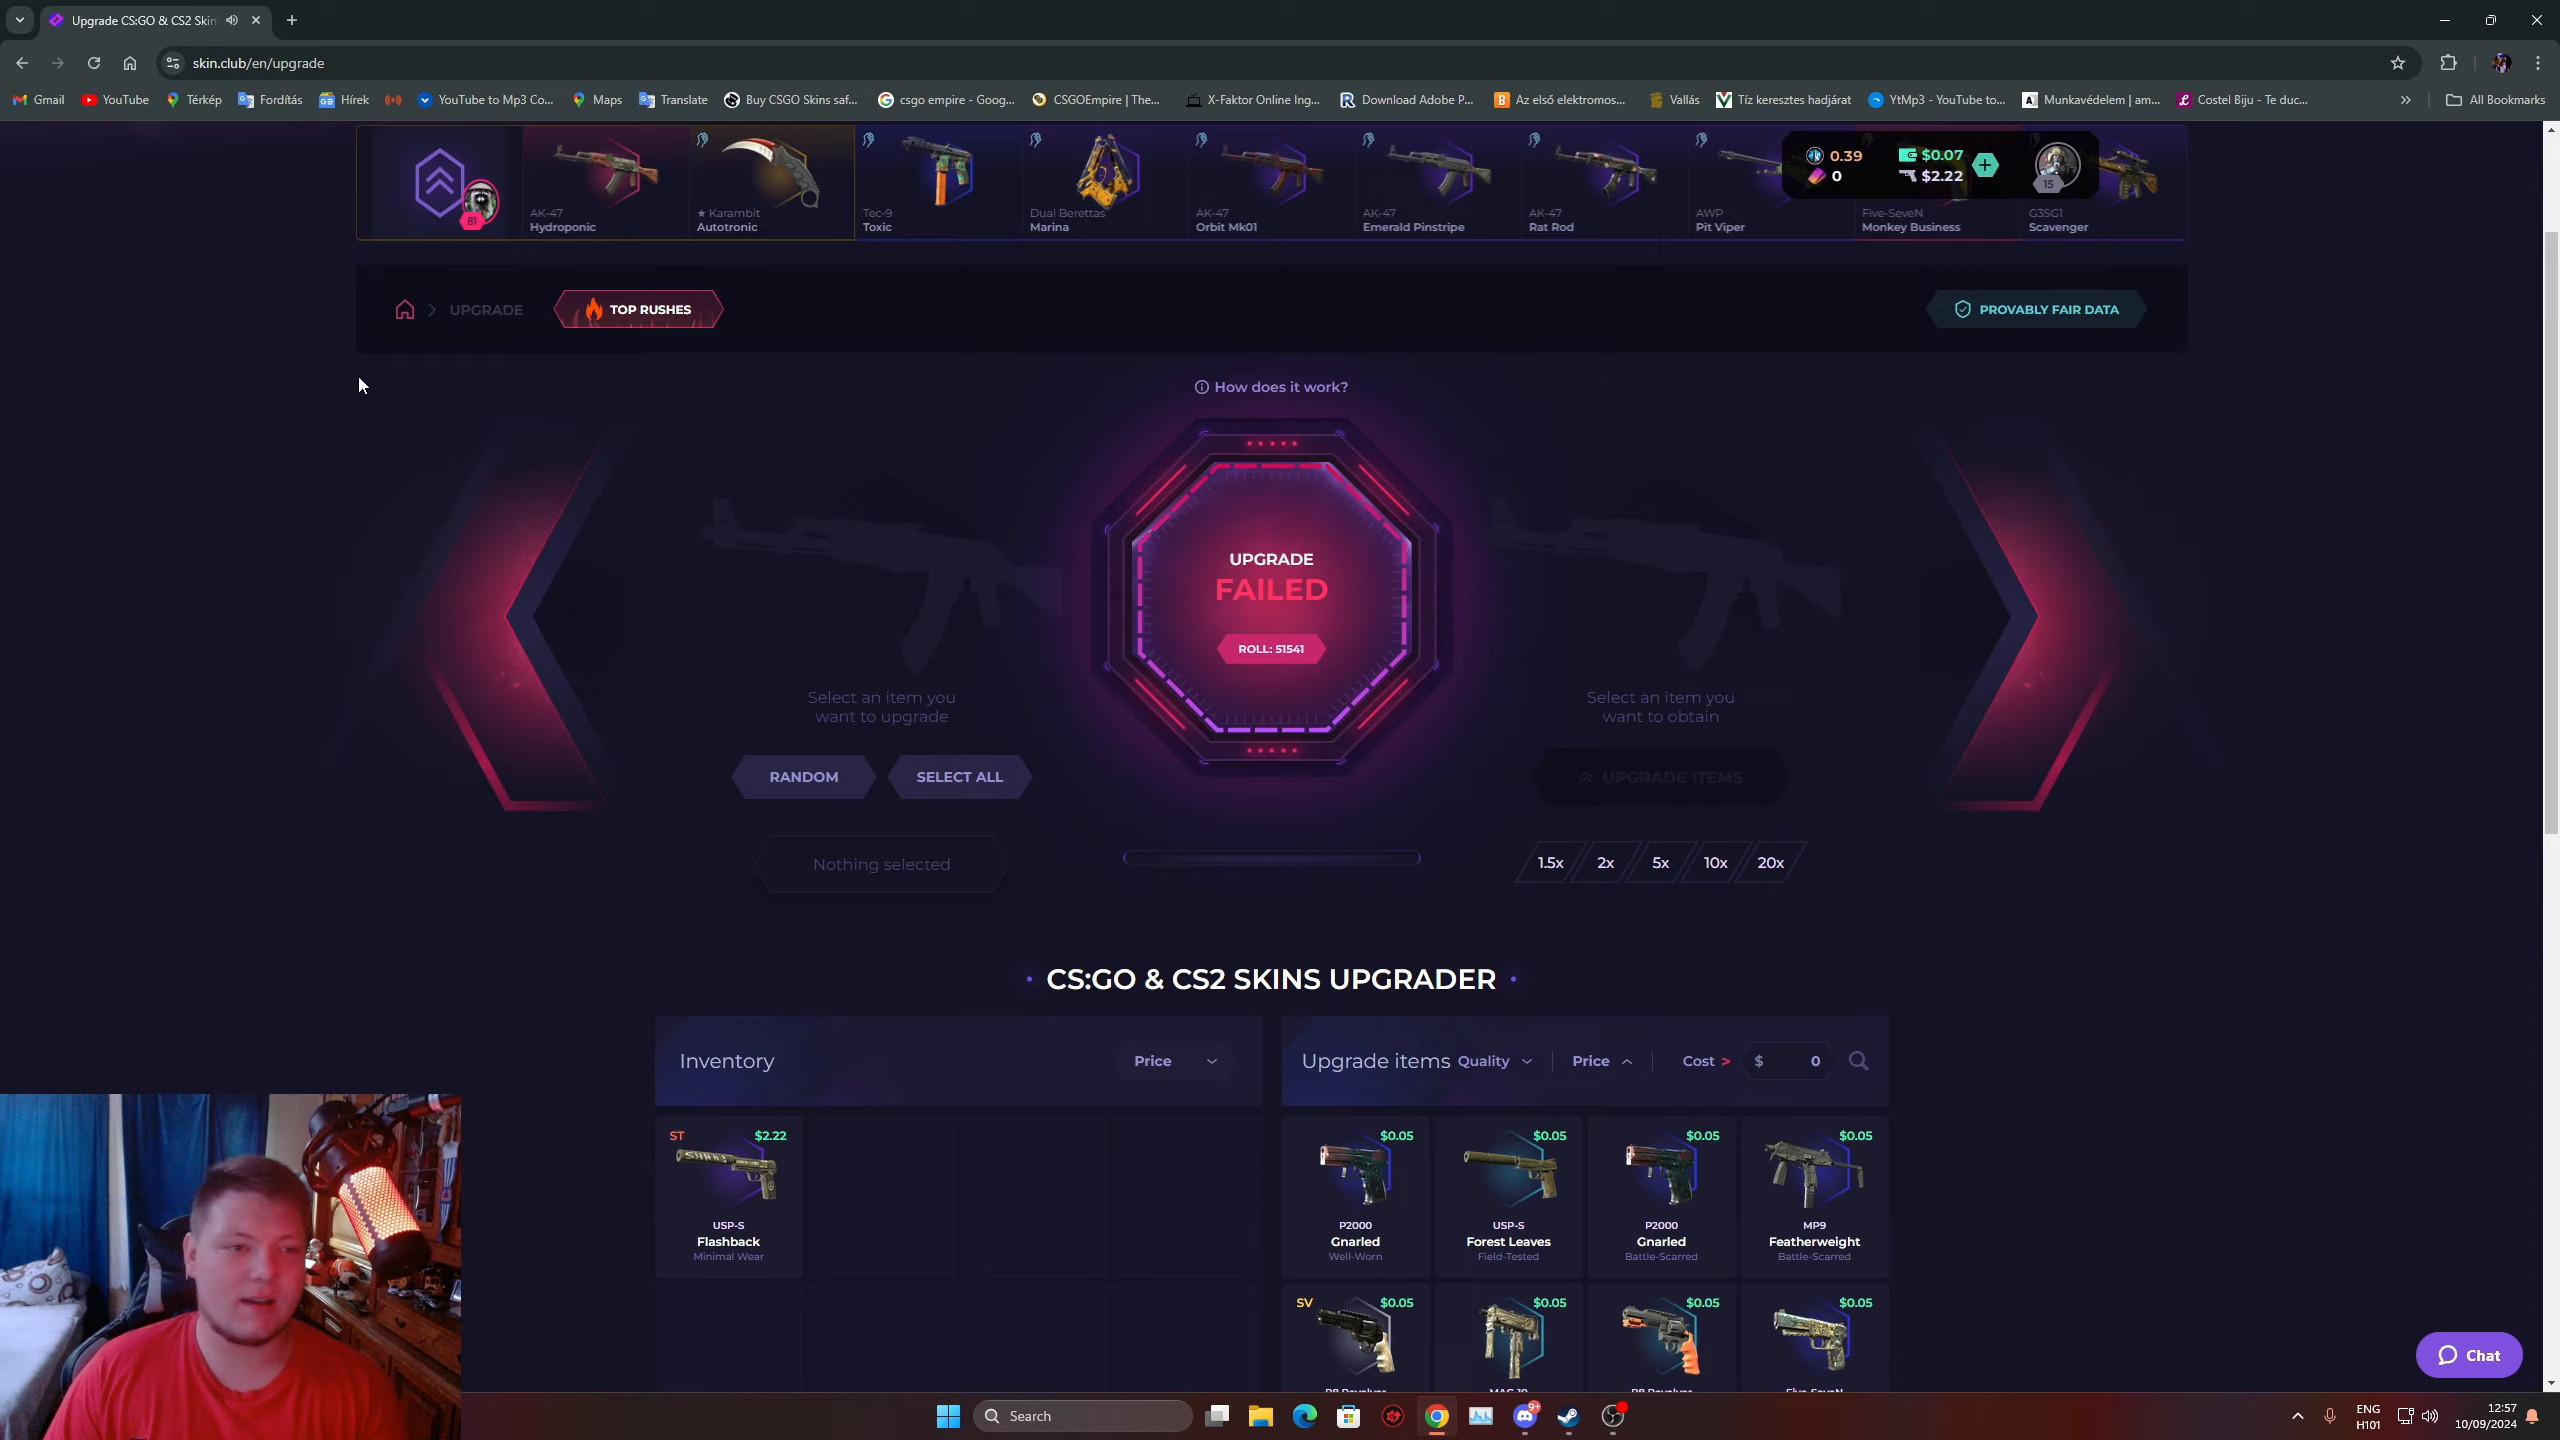 Upgrade CS:GO & CS2 Skin
skin.club/en/upgrade
Gmail
YouTube
Térkép
Fordítás
Hírek
YouTube to Mp3 Co...
Maps
Translate
Buy CSGO Skins saf...
csgo empire - Goog...
CSGOEmpire | The...
X-Faktor Online Ing...
Download Adobe P...
Az első elektromos...
Vallás
Tíz keresztes hadjárat
YtMp3 - YouTube to...
Munkavédelem | am...
Costel Biju - Te duc...
All Bookmarks
81
AK-47
Hydroponic
★ Karambit
Autotronic
Tec-9
Toxic
Dual Berettas
Marina
AK-47
Orbit Mk01
AK-47
Emerald Pinstripe
AK-47
Rat Rod
AWP
Pit Viper
Five-SeveN
Monkey Business
G3SG1
Scavenger
0.39
$0.07
0
$2.22
15
UPGRADE
TOP RUSHES
PROVABLY FAIR DATA
How does it work?
UPGRADE
FAILED
ROLL: 51541
Select an item you
want to upgrade
RANDOM
SELECT ALL
Nothing selected
Select an item you
want to obtain
UPGRADE ITEMS
1.5x
2x
5x
10x
20x
• CS:GO & CS2 SKINS UPGRADER •
Inventory
Price
Upgrade items
Quality
Price
Cost >
$ 0
ST
$2.22
USP-S
Flashback
Minimal Wear
$0.05
P2000
Gnarled
Well-Worn
$0.05
USP-S
Forest Leaves
Field-Tested
$0.05
P2000
Gnarled
Battle-Scarred
$0.05
MP9
Featherweight
Battle-Scarred
SV
$0.05
$0.05
$0.05
$0.05
Chat
Search
9+
ENG
H101
12:57
10/09/2024